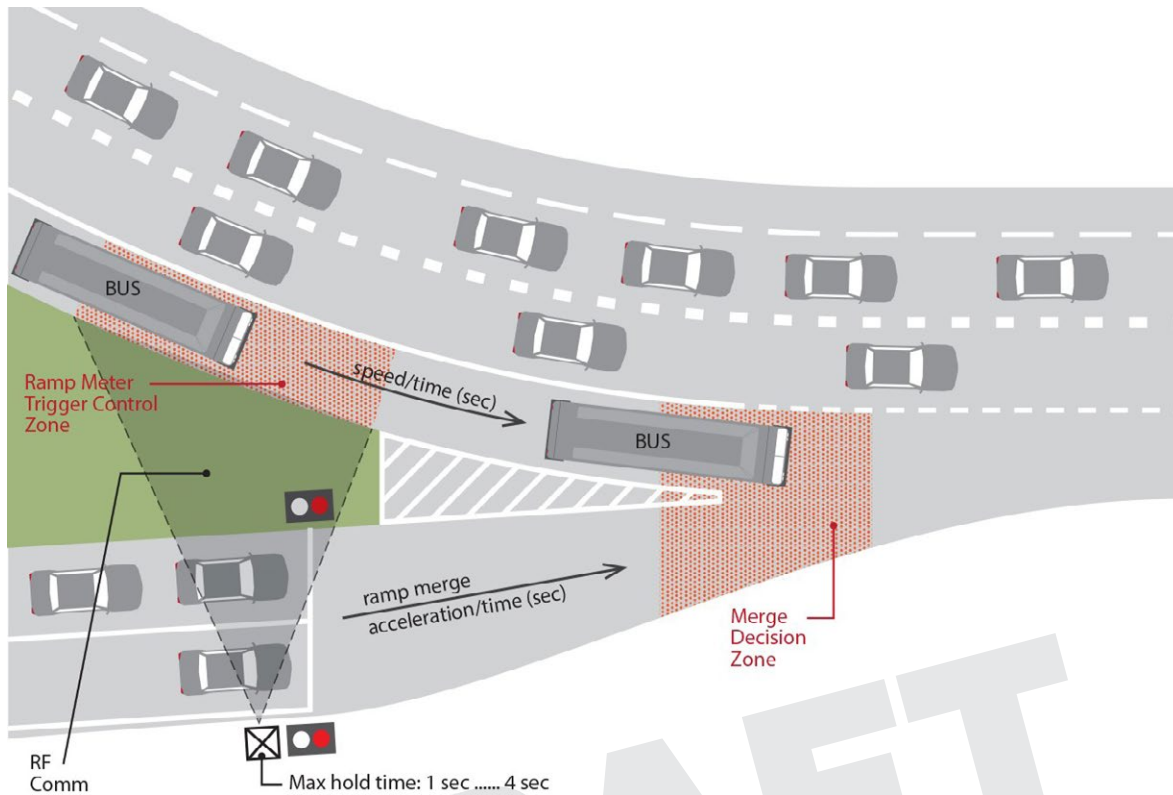 BUS
Ramp Meter
Trigger Control
Zone
speed/time (sec)
BUS
ramp merge
acceleration/time (sec)
Merge
Decision
Zone
RF
Comm
Max hold time: 1 sec ...... 4 sec